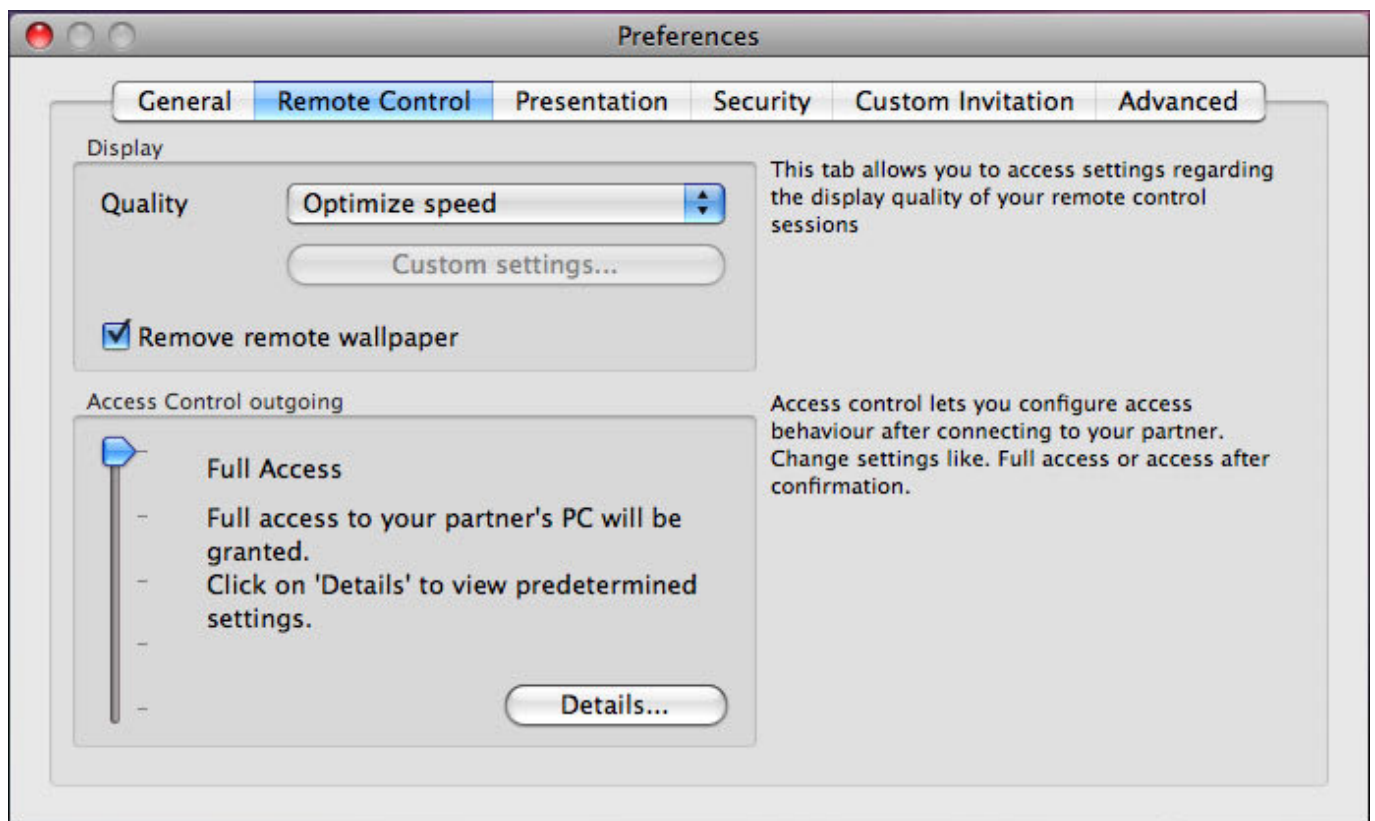 Preferences
General Remote Control Presentation Security Custom Invitation Advanced
Display
Quality Optimize speed
Custom settings...
Remove remote wallpaper
This tab allows you to access settings regarding
the display quality of your remote control
sessions
Access Control outgoing
Full Access
Full access to your partner's PC will be
granted.
Click on 'Details' to view predetermined
settings.
Details...
Access control lets you configure access
behaviour after connecting to your partner.
Change settings like. Full access or access after
confirmation.